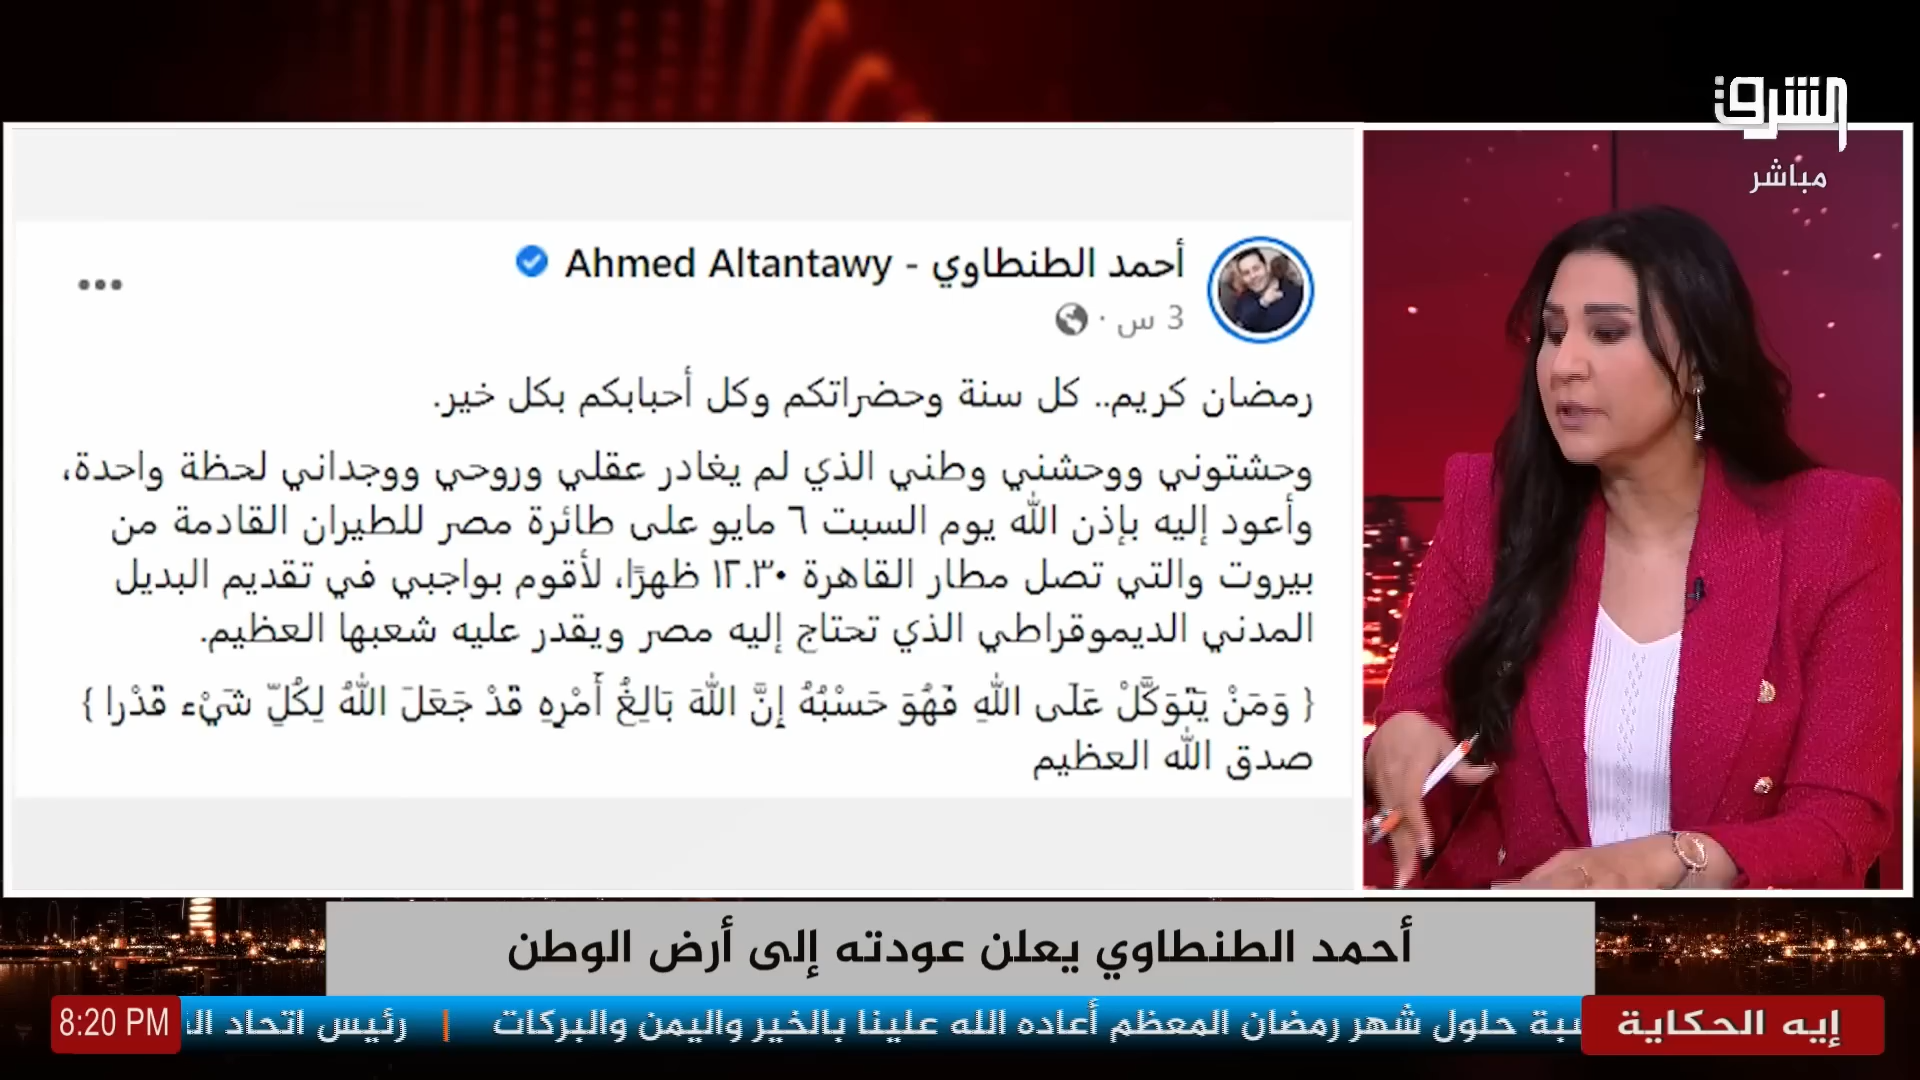 الشرق
مباشر
أحمد الطنطاوي - Ahmed Altantawy
3 س ·
رمضان كريم.. كل سنة وحضراتكم وكل أحبابكم بكل خير.
وحشتوني ووحشني وطني الذي لم يغادر عقلي وروحي ووجداني لحظة واحدة،
وأعود إليه بإذن الله يوم السبت ٦ مايو على طائرة مصر للطيران القادمة من
بيروت والتي تصل مطار القاهرة ١٢.٣٠ ظهرًا، لأقوم بواجبي في تقديم البديل
المدني الديموقراطي الذي تحتاج إليه مصر ويقدر عليه شعبها العظيم.
{ وَمَنْ يَتَوَكَّلْ عَلَى اللَّهِ فَهُوَ حَسْبُهُ إِنَّ اللَّهَ بَالِغُ أَمْرِهِ قَدْ جَعَلَ اللَّهُ لِكُلِّ شَيْء قَدْرا }
صدق الله العظيم
أحمد الطنطاوي يعلن عودته إلى أرض الوطن
إيه الحكاية
حلول شهر رمضان المعظم أعاده الله علينا بالخير واليمن والبركات | رئيس اتحاد
8:20 PM